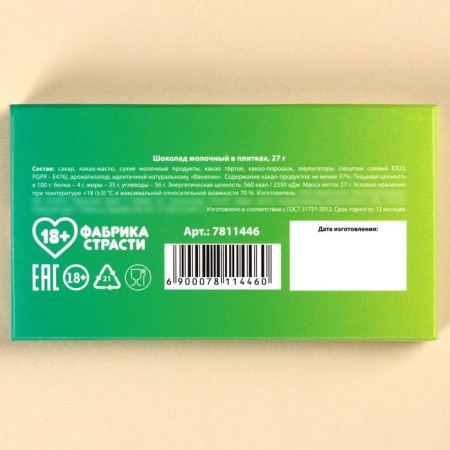 Шоколад молочный в плитках, 27 г
Состав: сахар, какао-масло, сухие молочные продукты, какао тёртое, какао-порошок, эмульгаторы (лецитин соевый E322,
PGPR – E476), ароматизатор, идентичный натуральному, «Ванилин». Содержание какао-продуктов: не менее 37%. Пищевая ценность
в 100 г: белки – 4 г, жиры – 35 г, углеводы – 56 г. Энергетическая ценность: 560 ккал / 2350 кДж. Масса нетто: 27 г. Условия хранения:
при температуре +18 (±3) °С и максимальной относительной влажности 70 %. Изготовитель:
Изготовлено в соответствии с ГОСТ 31721-2012. Срок годности: 12 месяцев.
18+ ФАБРИКА
СТРАСТИ
Арт.: 7811446
Дата изготовления:
EAC 18+ 21
6 900078 114460